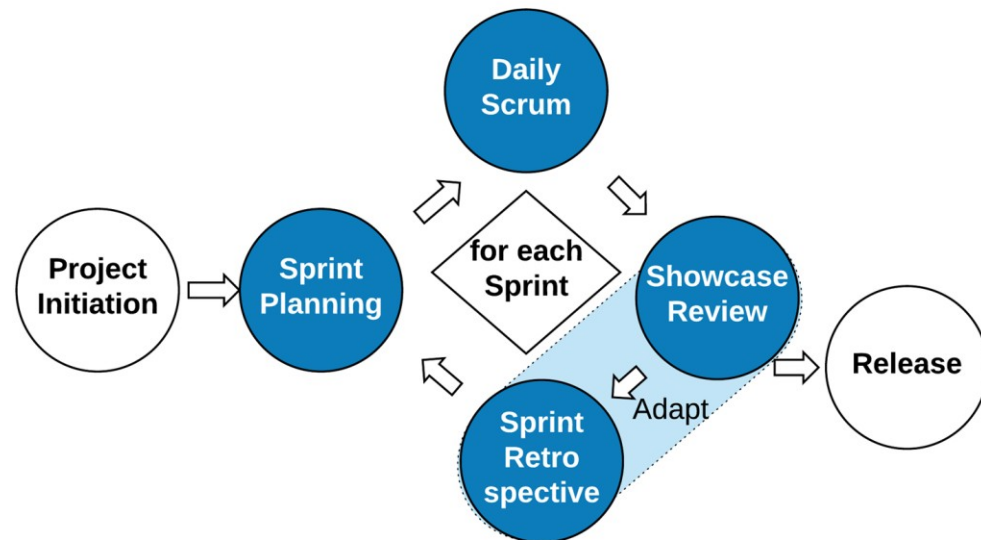 Daily
Scrum
Project
Initiation
Sprint
Planning
for each
Sprint
Showcase
Review
Release
Adapt
Sprint
Retro
spective